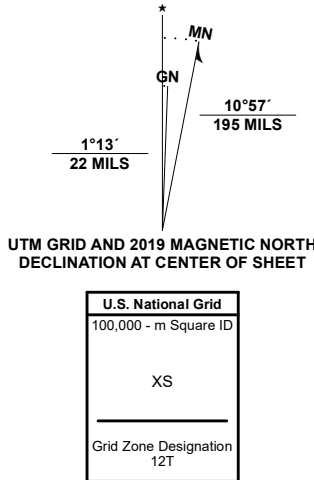 ★
MN
GN
1°13´
22 MILS
10°57´
195 MILS
UTM GRID AND 2019 MAGNETIC NORTH
DECLINATION AT CENTER OF SHEET
U.S. National Grid
100,000 - m Square ID
XS
Grid Zone Designation
12T